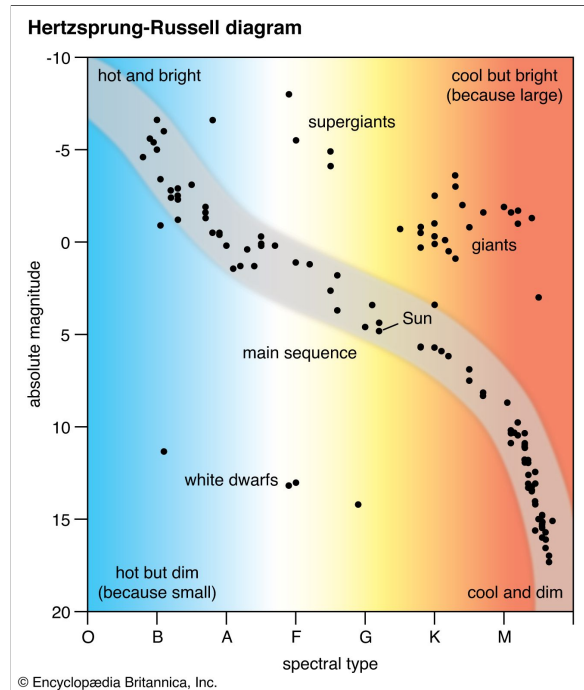 Hertzsprung-Russell diagram
-10
hot and bright
cool but bright
(because large)
supergiants
-5
0
giants
absolute magnitude
5
Sun
main sequence
10
white dwarfs
15
hot but dim
(because small)
cool and dim
20
O B A F G K M
spectral type
© Encyclopædia Britannica, Inc.